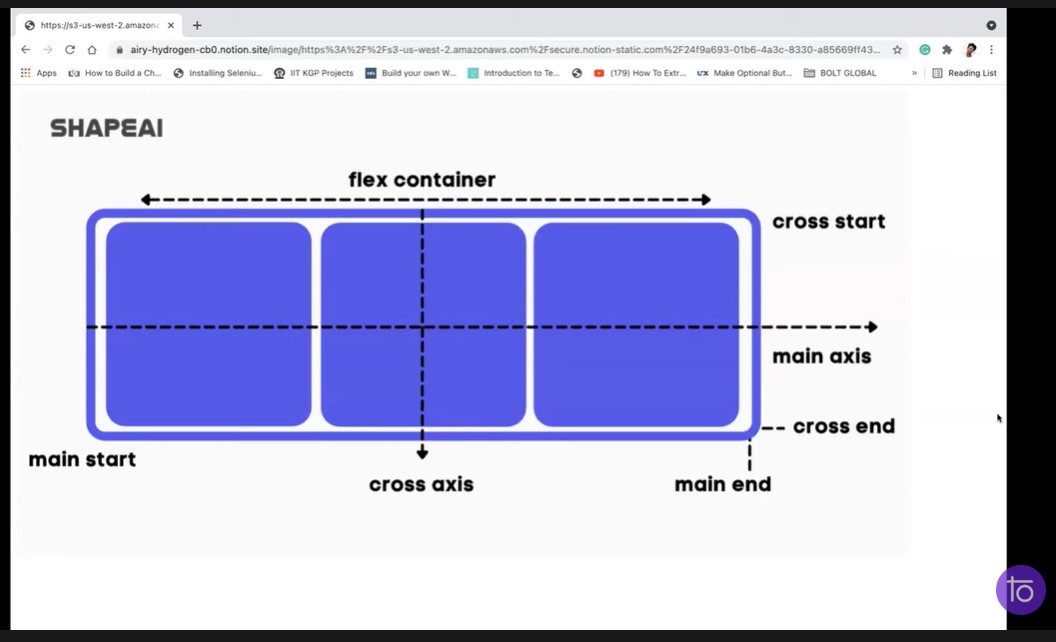 https://s3-us-west-2.amazon
airy-hydrogen-cb0.notion.site/image/https%3A%2F%2Fs3-us-west-2.amazonaws.com%2Fsecure.notion-static.com%2F24f9a693-01b6-4a3c-8330-a85669ff43...
Apps How to Build a Ch... Installing Seleniu... IIT KGP Projects Build your own W... Introduction to Te... (179) How To Extr... UX Make Optional But... BOLT GLOBAL » Reading List
SHAPEAI
flex container
cross start
main axis
cross end
main start
cross axis
main end
to